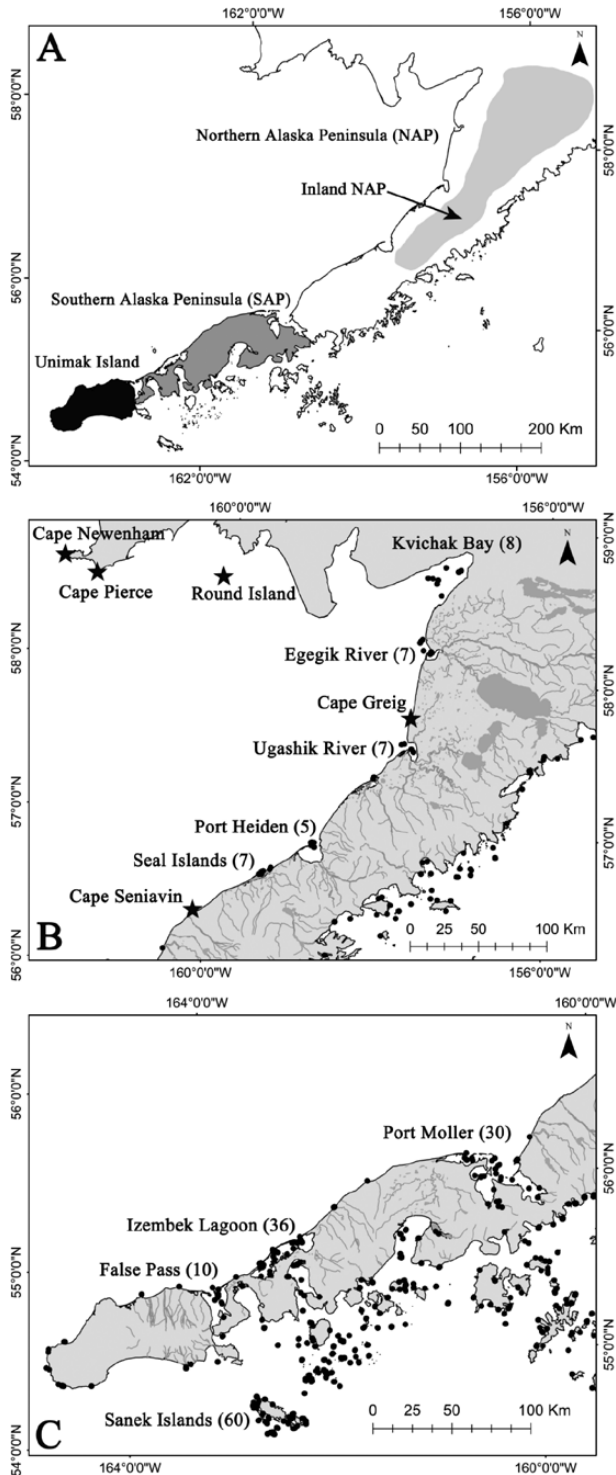 162°0'0"W
156°0'0"W
A
N
58°0'0"N
58°0'0"N
Northern Alaska Peninsula (NAP)
Inland NAP
56°0'0"N
56°0'0"N
Southern Alaska Peninsula (SAP)
Unimak Island
0 50 100 200 Km
54°0'0"N
162°0'0"W
156°0'0"W
160°0'0"W
156°0'0"W
59°0'0"N
Cape Newenham
Kvichak Bay (8)
N
Cape Pierce
Round Island
58°0'0"N
Egegik River (7)
58°0'0"N
Cape Greig
Ugashik River (7)
57°0'0"N
Port Heiden (5)
57°0'0"N
Seal Islands (7)
Cape Seniavin
0 25 50 100 Km
B
56°0'0"N
160°0'0"W
156°0'0"W
164°0'0"W
160°0'0"W
N
56°0'0"N
Port Moller (30)
56°0'0"N
Izembek Lagoon (36)
55°0'0"N
False Pass (10)
55°0'0"N
Sanek Islands (60)
0 25 50 100 Km
C
54°0'0"N
164°0'0"W
160°0'0"W